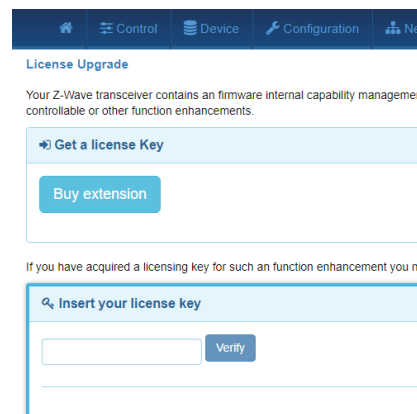 Control Device Configuration
License Upgrade
Your Z-Wave transceiver contains an firmware internal capability
controllable or other function enhancements.
Get a license Key
Buy extension
If you have acquired a licensing key for such an function enhancement you
Insert your license key
Verify